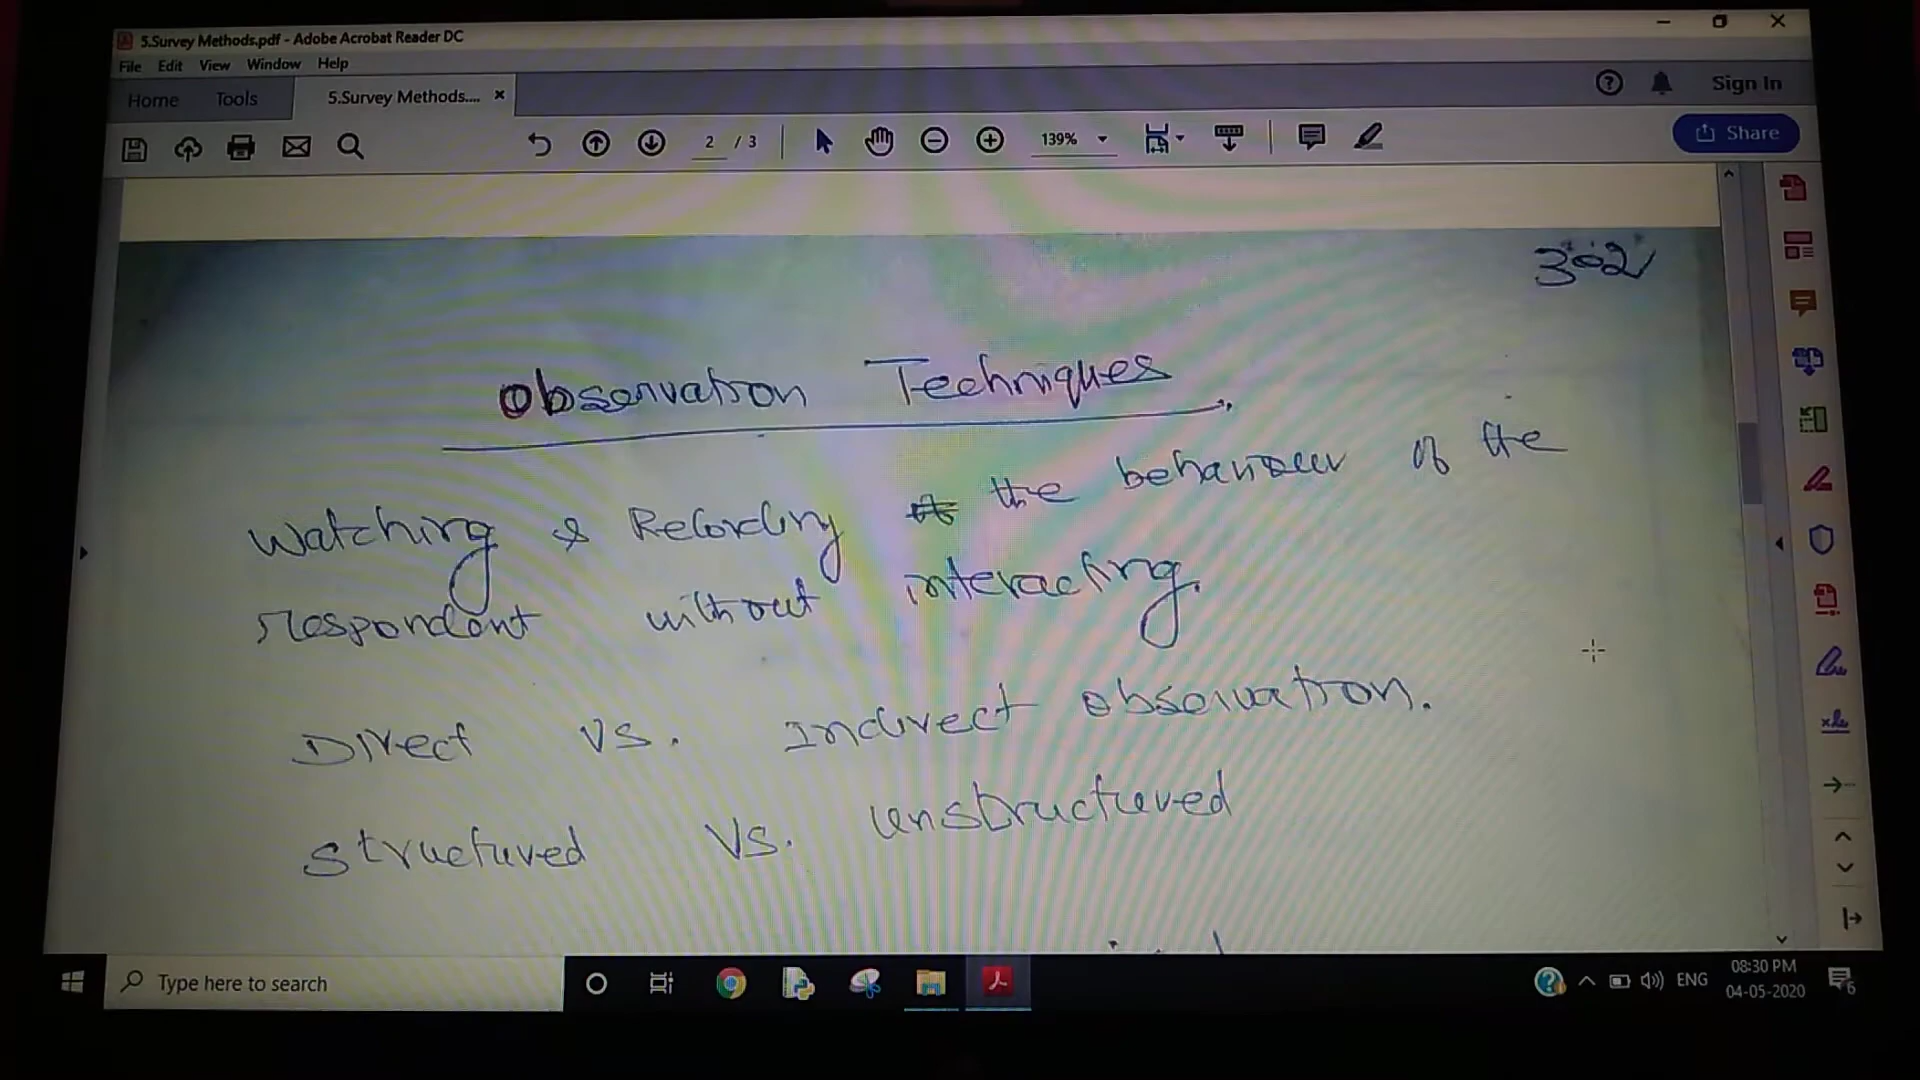 5.Survey Methods.pdf - Adobe Acrobat Reader DC
File Edit View Window Help
Home Tools 5.Survey Methods.... × Sign In
2 / 3 139% Share
302
Observation Techniques
Watching & Recording the behaviour of the
respondent without interacting.
Direct Vs. Indirect observation.
Structured Vs. unstructured
Type here to search
ENG
08:30 PM
04-05-2020
6